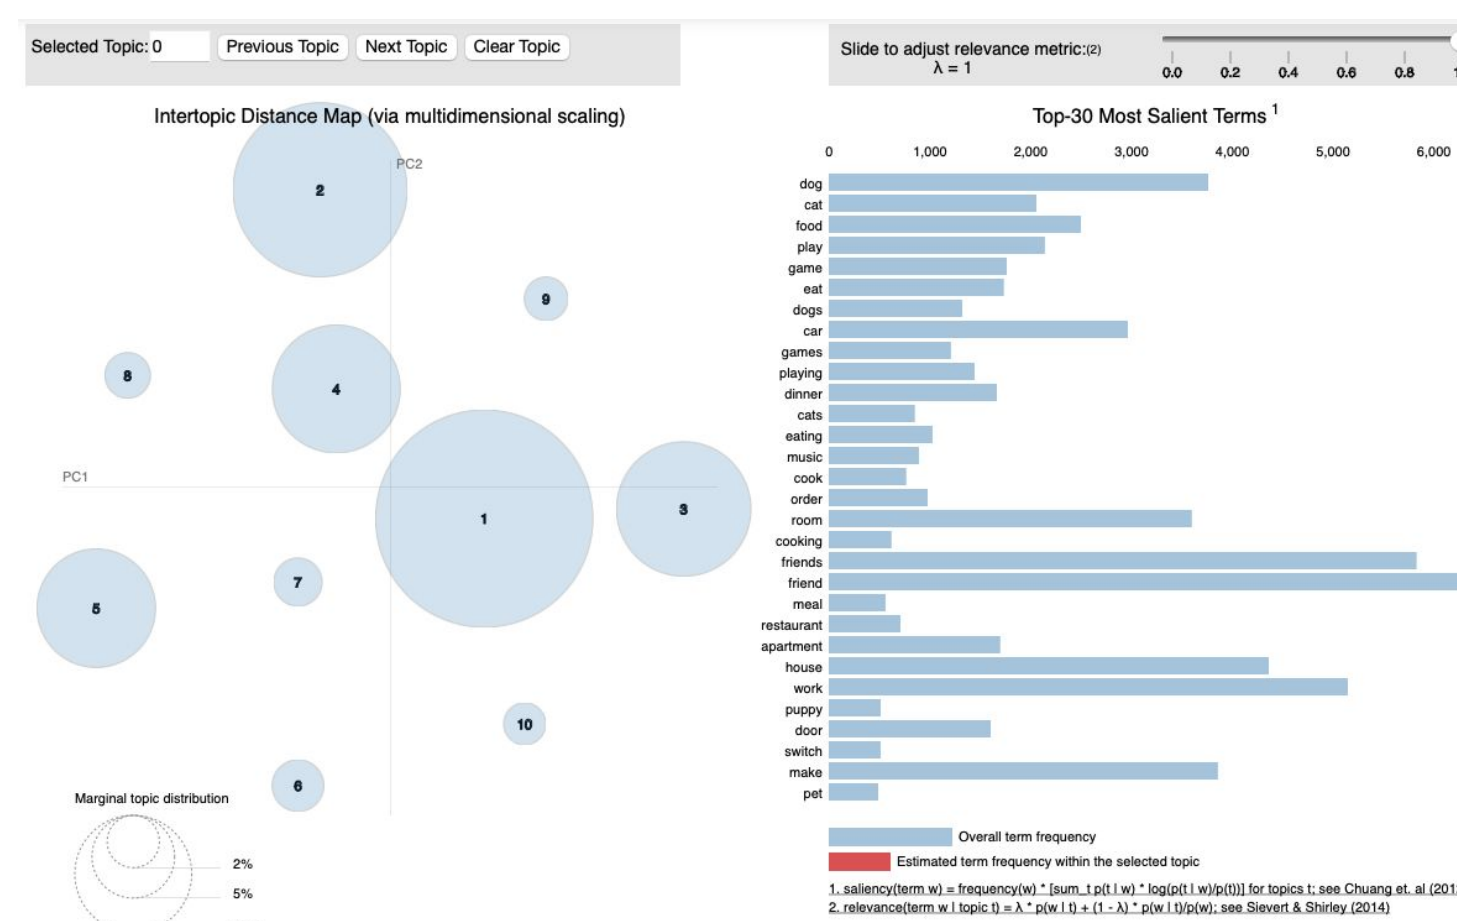 Selected Topic: 0 Previous Topic Next Topic Clear Topic
Slide to adjust relevance metric:(2)
λ = 1
0.0 0.2 0.4 0.6 0.8 1
Intertopic Distance Map (via multidimensional scaling)
PC2
PC1
2
9
8
4
1
3
7
5
10
6
Marginal topic distribution
2%
5%
Top-30 Most Salient Terms 1
0 1,000 2,000 3,000 4,000 5,000 6,000
dog
cat
food
play
game
eat
dogs
car
games
playing
dinner
cats
eating
music
cook
order
room
cooking
friends
friend
meal
restaurant
apartment
house
work
puppy
door
switch
make
pet
Overall term frequency
Estimated term frequency within the selected topic
1. saliency(term w) = frequency(w) * [sum_t p(t | w) * log(p(t | w)/p(t))] for topics t; see Chuang et. al (201
2. relevance(term w | topic t) = λ * p(w | t) + (1 - λ) * p(w | t)/p(w); see Sievert & Shirley (2014)